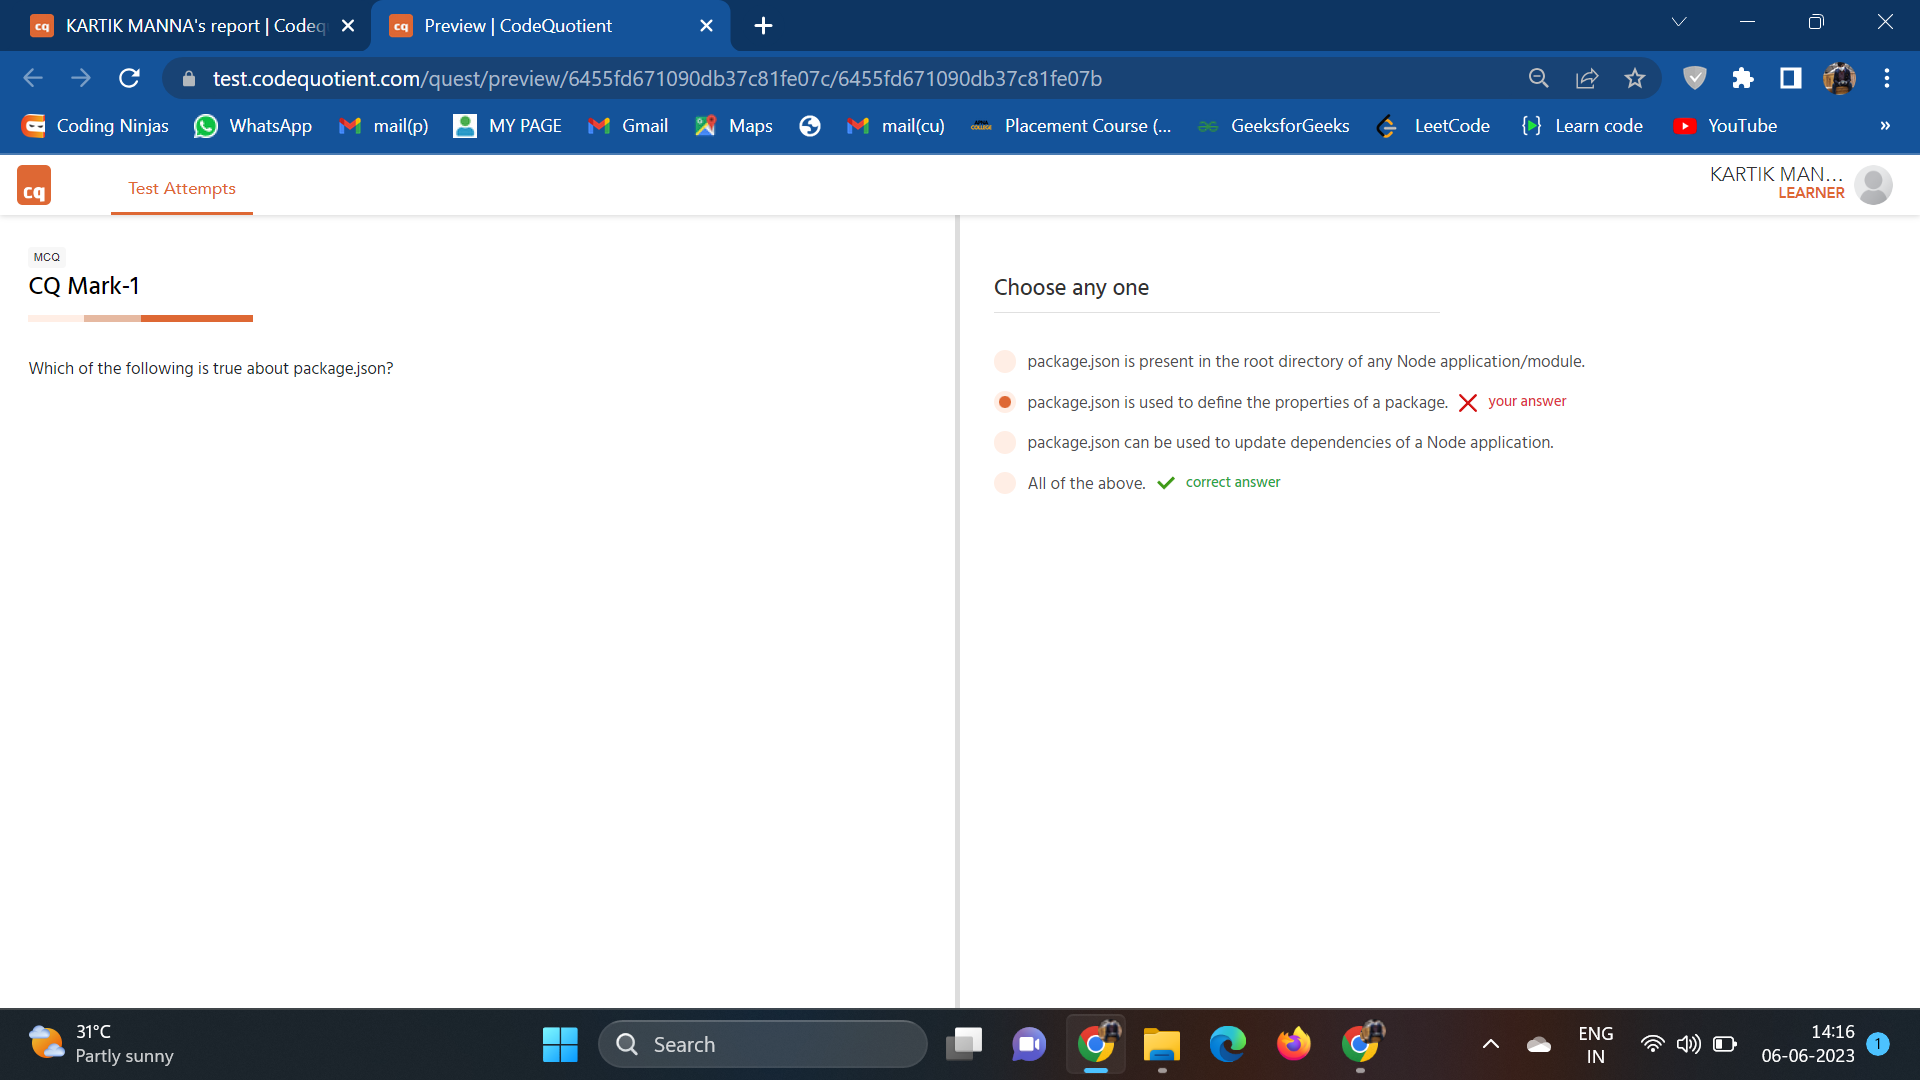 KARTIK MANNA's report | Codeq
Preview | CodeQuotient
test.codequotient.com/quest/preview/6455fd671090db37c81fe07c/6455fd671090db37c81fe07b
Coding Ninjas
WhatsApp
mail(p)
MY PAGE
Gmail
Maps
mail(cu)
Placement Course (...
GeeksforGeeks
LeetCode
Learn code
YouTube
»
cq
Test Attempts
KARTIK MAN...
LEARNER
MCQ
CQ Mark-1
Which of the following is true about package.json?
Choose any one
package.json is present in the root directory of any Node application/module.
package.json is used to define the properties of a package. your answer
package.json can be used to update dependencies of a Node application.
All of the above. correct answer
31°C
Partly sunny
Search
ENG
IN
14:16
06-06-2023
1